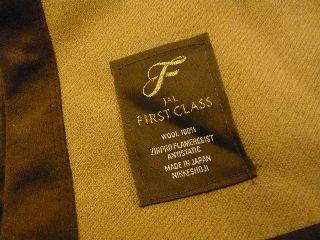 F
JAL
FIRST CLASS
WOOL 100%
ZIRPRO FLAMERESIST
ANTISTATIC
MADE IN JAPAN
NIKKESHOJI